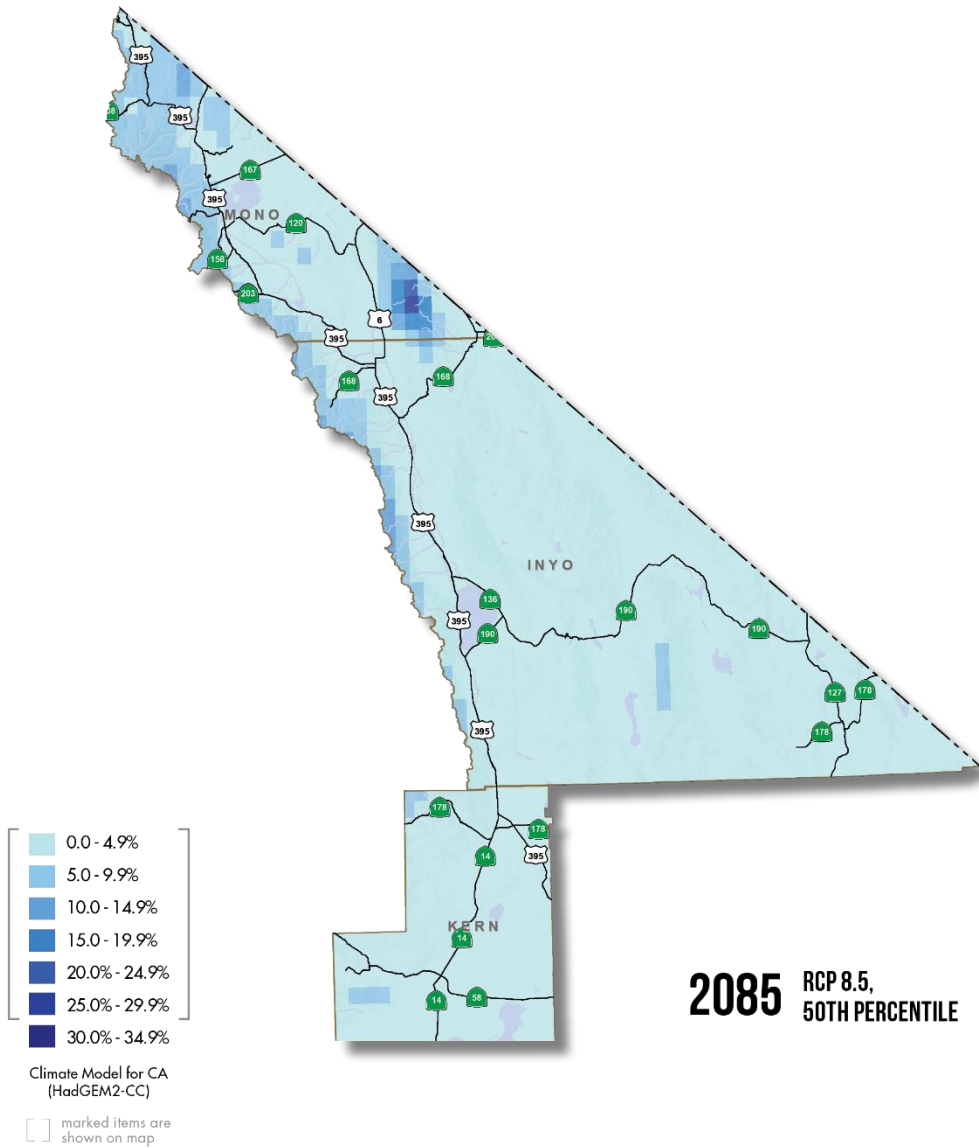 395
395
167
395
MONO
120
158
203
6
395
168
168
395
395
INYO
136
395
190
190
190
127
178
178
395
178
178
14
395
KERN
14
14
58
0.0 - 4.9%
5.0 - 9.9%
10.0 - 14.9%
15.0 - 19.9%
20.0% - 24.9%
25.0% - 29.9%
30.0% - 34.9%
Climate Model for CA
(HadGEM2-CC)
marked items are
shown on map
2085 RCP 8.5,
50TH PERCENTILE